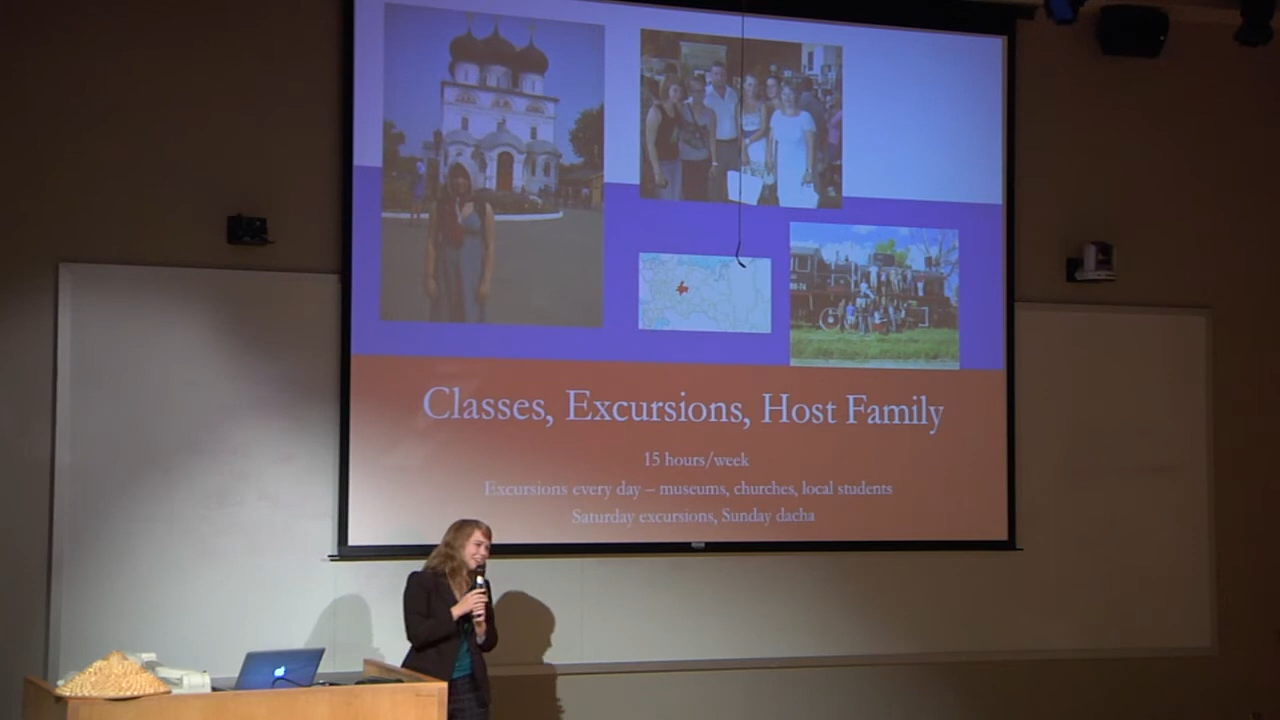 Classes, Excursions, Host Family
15 hours/week
Excursions every day – museums, churches, local students
Saturday excursions, Sunday dacha